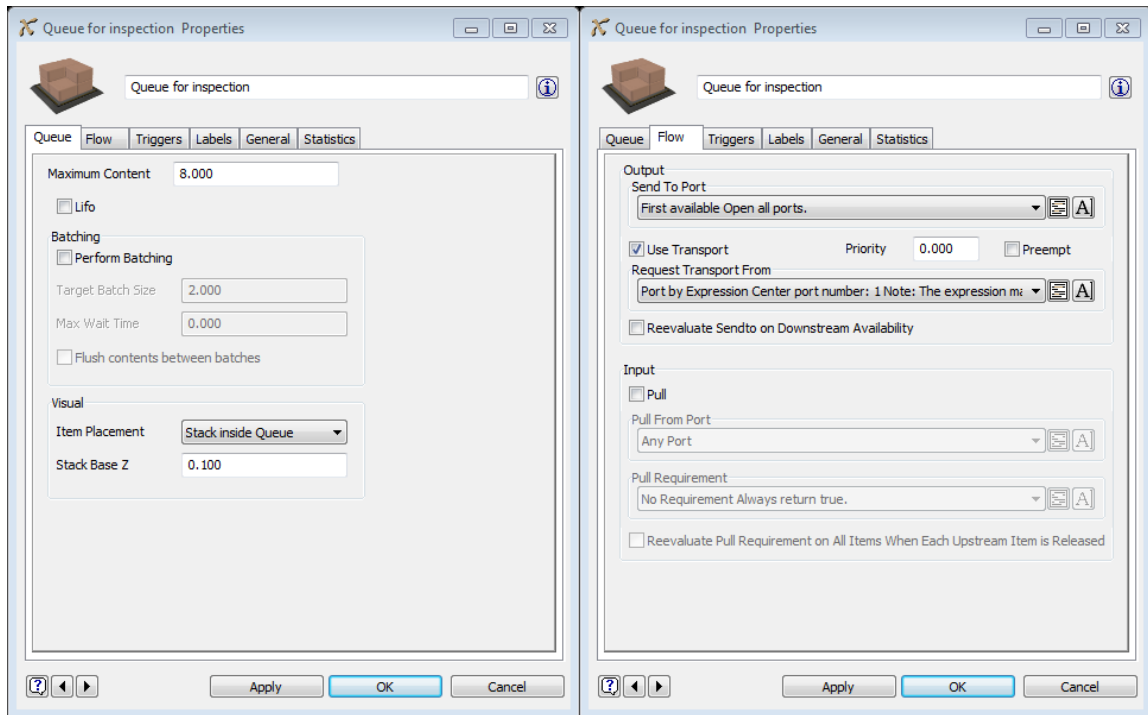 Queue for inspection Properties
Queue for inspection
Queue Flow Triggers Labels General Statistics
Maximum Content 8.000
Lifo
Batching
Perform Batching
Target Batch Size 2.000
Max Wait Time 0.000
Flush contents between batches
Visual
Item Placement Stack inside Queue
Stack Base Z 0.100
Apply OK Cancel
Queue for inspection Properties
Queue for inspection
Queue Flow Triggers Labels General Statistics
Output
Send To Port
First available Open all ports.
Use Transport Priority 0.000 Preempt
Request Transport From
Port by Expression Center port number: 1 Note: The expression ma
Reevaluate Sendto on Downstream Availability
Input
Pull
Pull From Port
Any Port
Pull Requirement
No Requirement Always return true.
Reevaluate Pull Requirement on All Items When Each Upstream Item is Released
Apply OK Cancel